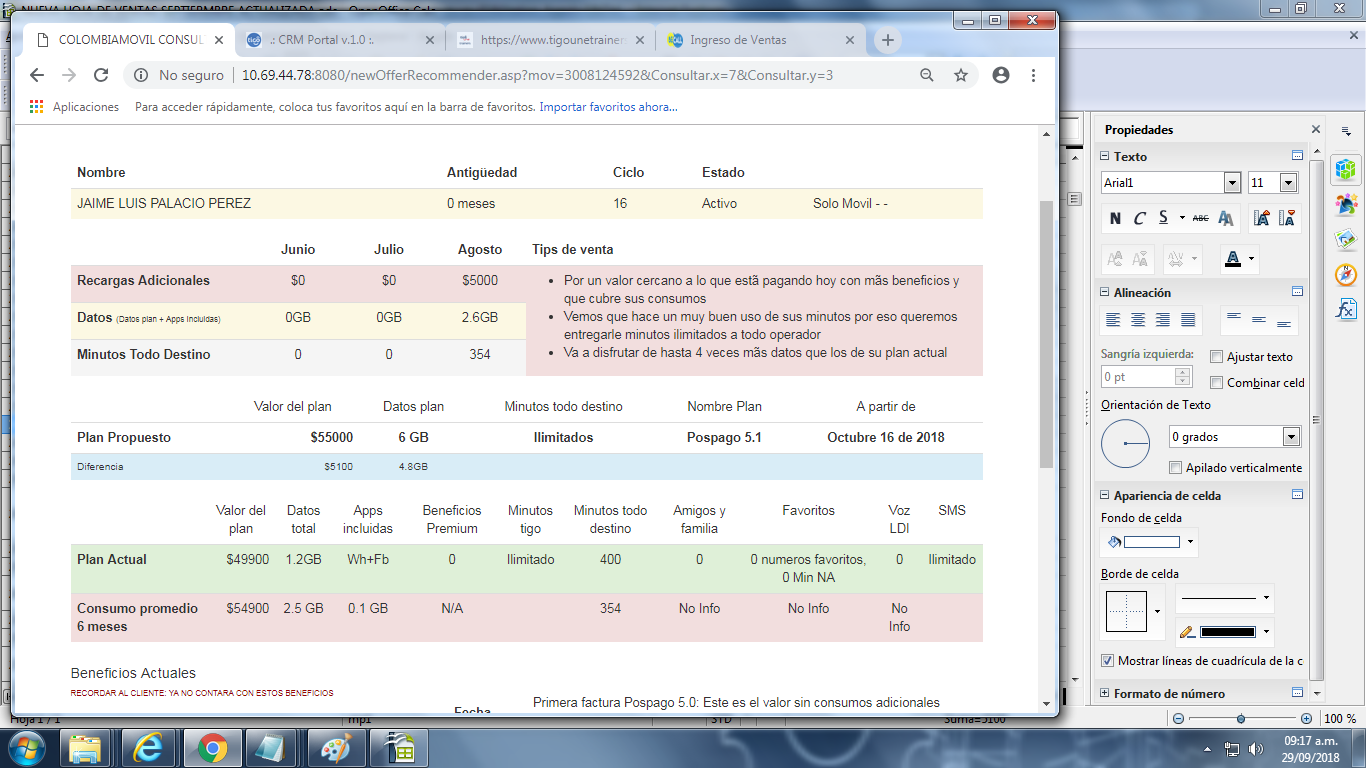 NUEVA HOJA DE VENTAS SEPTIERMBRE ACTUALIZADA.ods - OpenOffice Calc
COLOMBIAMOVIL CONSUL
.: CRM Portal v.1.0 :.
https://www.tigounetrainer
Ingreso de Ventas
No seguro
10.69.44.78:8080/newOfferRecommender.asp?mov=3008124592&Consultar.x=7&Consultar.y=3
Aplicaciones Para acceder rápidamente, coloca tus favoritos aquí en la barra de favoritos. Importar favoritos ahora...
Nombre Antigüedad Ciclo Estado
JAIME LUIS PALACIO PEREZ 0 meses 16 Activo Solo Movil - -
Junio Julio Agosto Tips de venta
Recargas Adicionales $0 $0 $5000
Datos (Datos plan + Apps Incluidas) 0GB 0GB 2.6GB
Minutos Todo Destino 0 0 354
• Por un valor cercano a lo que estã pagando hoy con mãs beneficios y
que cubre sus consumos
• Vemos que hace un muy buen uso de sus minutos por eso queremos
entregarle minutos ilimitados a todo operador
• Va a disfrutar de hasta 4 veces mãs datos que los de su plan actual
Valor del plan Datos plan Minutos todo destino Nombre Plan A partir de
Plan Propuesto $55000 6 GB Ilimitados Pospago 5.1 Octubre 16 de 2018
Diferencia $5100 4.8GB
Valor del Datos Apps Beneficios Minutos Minutos todo Amigos y Favoritos Voz SMS
plan total incluidas Premium tigo destino familia LDI
Plan Actual $49900 1.2GB Wh+Fb 0 Ilimitado 400 0 0 numeros favoritos, 0 Ilimitado
0 Min NA
Consumo promedio $54900 2.5 GB 0.1 GB N/A 354 No Info No Info No
6 meses Info
Beneficios Actuales
RECORDAR AL CLIENTE: YA NO CONTARA CON ESTOS BENEFICIOS
Fecha
Primera factura Pospago 5.0: Este es el valor sin consumos adicionales
Propiedades
Texto
Arial1 11
N C S ABC AA
Alineación
Sangría izquierda:
0 pt
Ajustar texto
Combinar celd
Orientación de Texto
0 grados
Apilado verticalmente
Apariencia de celda
Fondo de celda
Borde de celda
Mostrar líneas de cuadrícula de la c
Formato de número
Hoja 1 / 1 mp1 STD Suma=5100 100 %
09:17 a.m.
29/09/2018